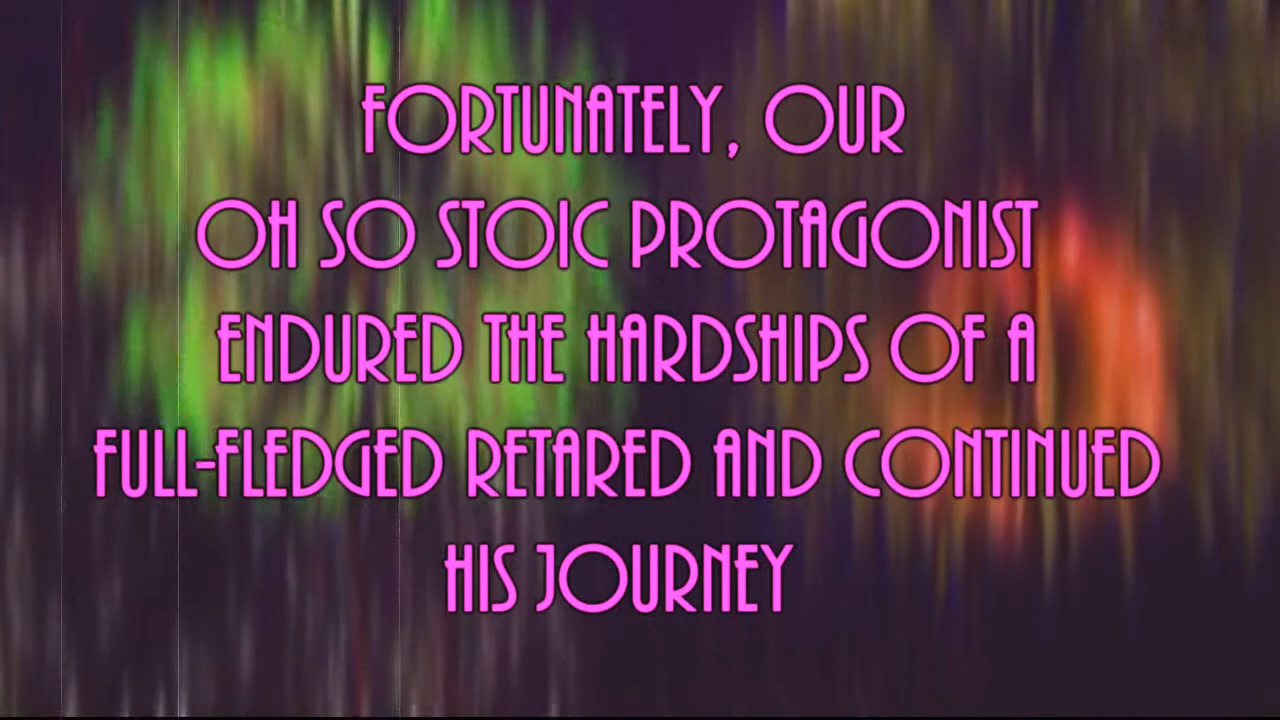 FORTUNATELY, OUR
OH SO STOIC PROTAGONIST
ENDURED THE HARDSHIPS OF A
FULL-FLEDGED RETARED AND CONTINUED
HIS JOURNEY